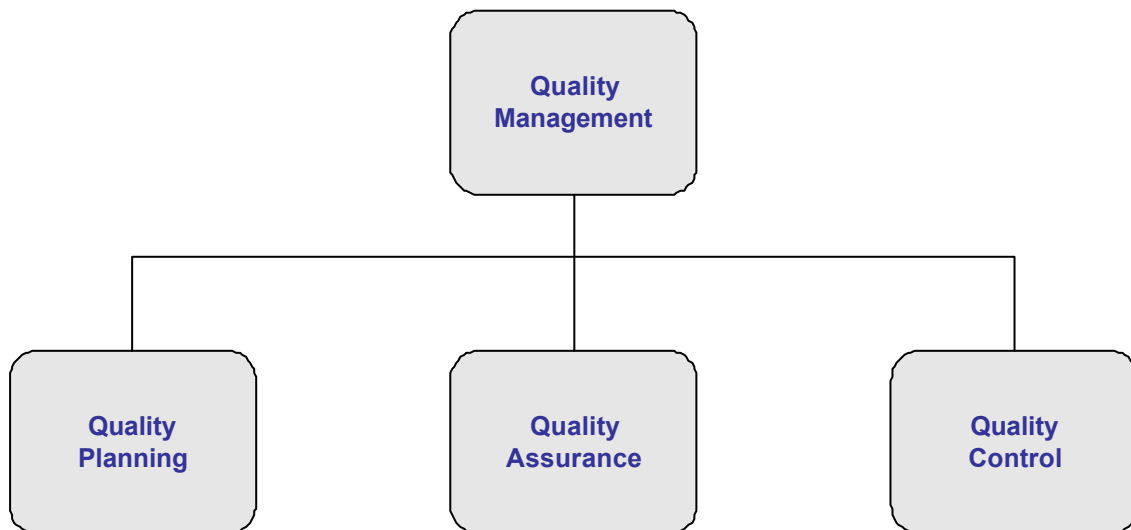 Quality
Management
Quality
Planning
Quality
Assurance
Quality
Control